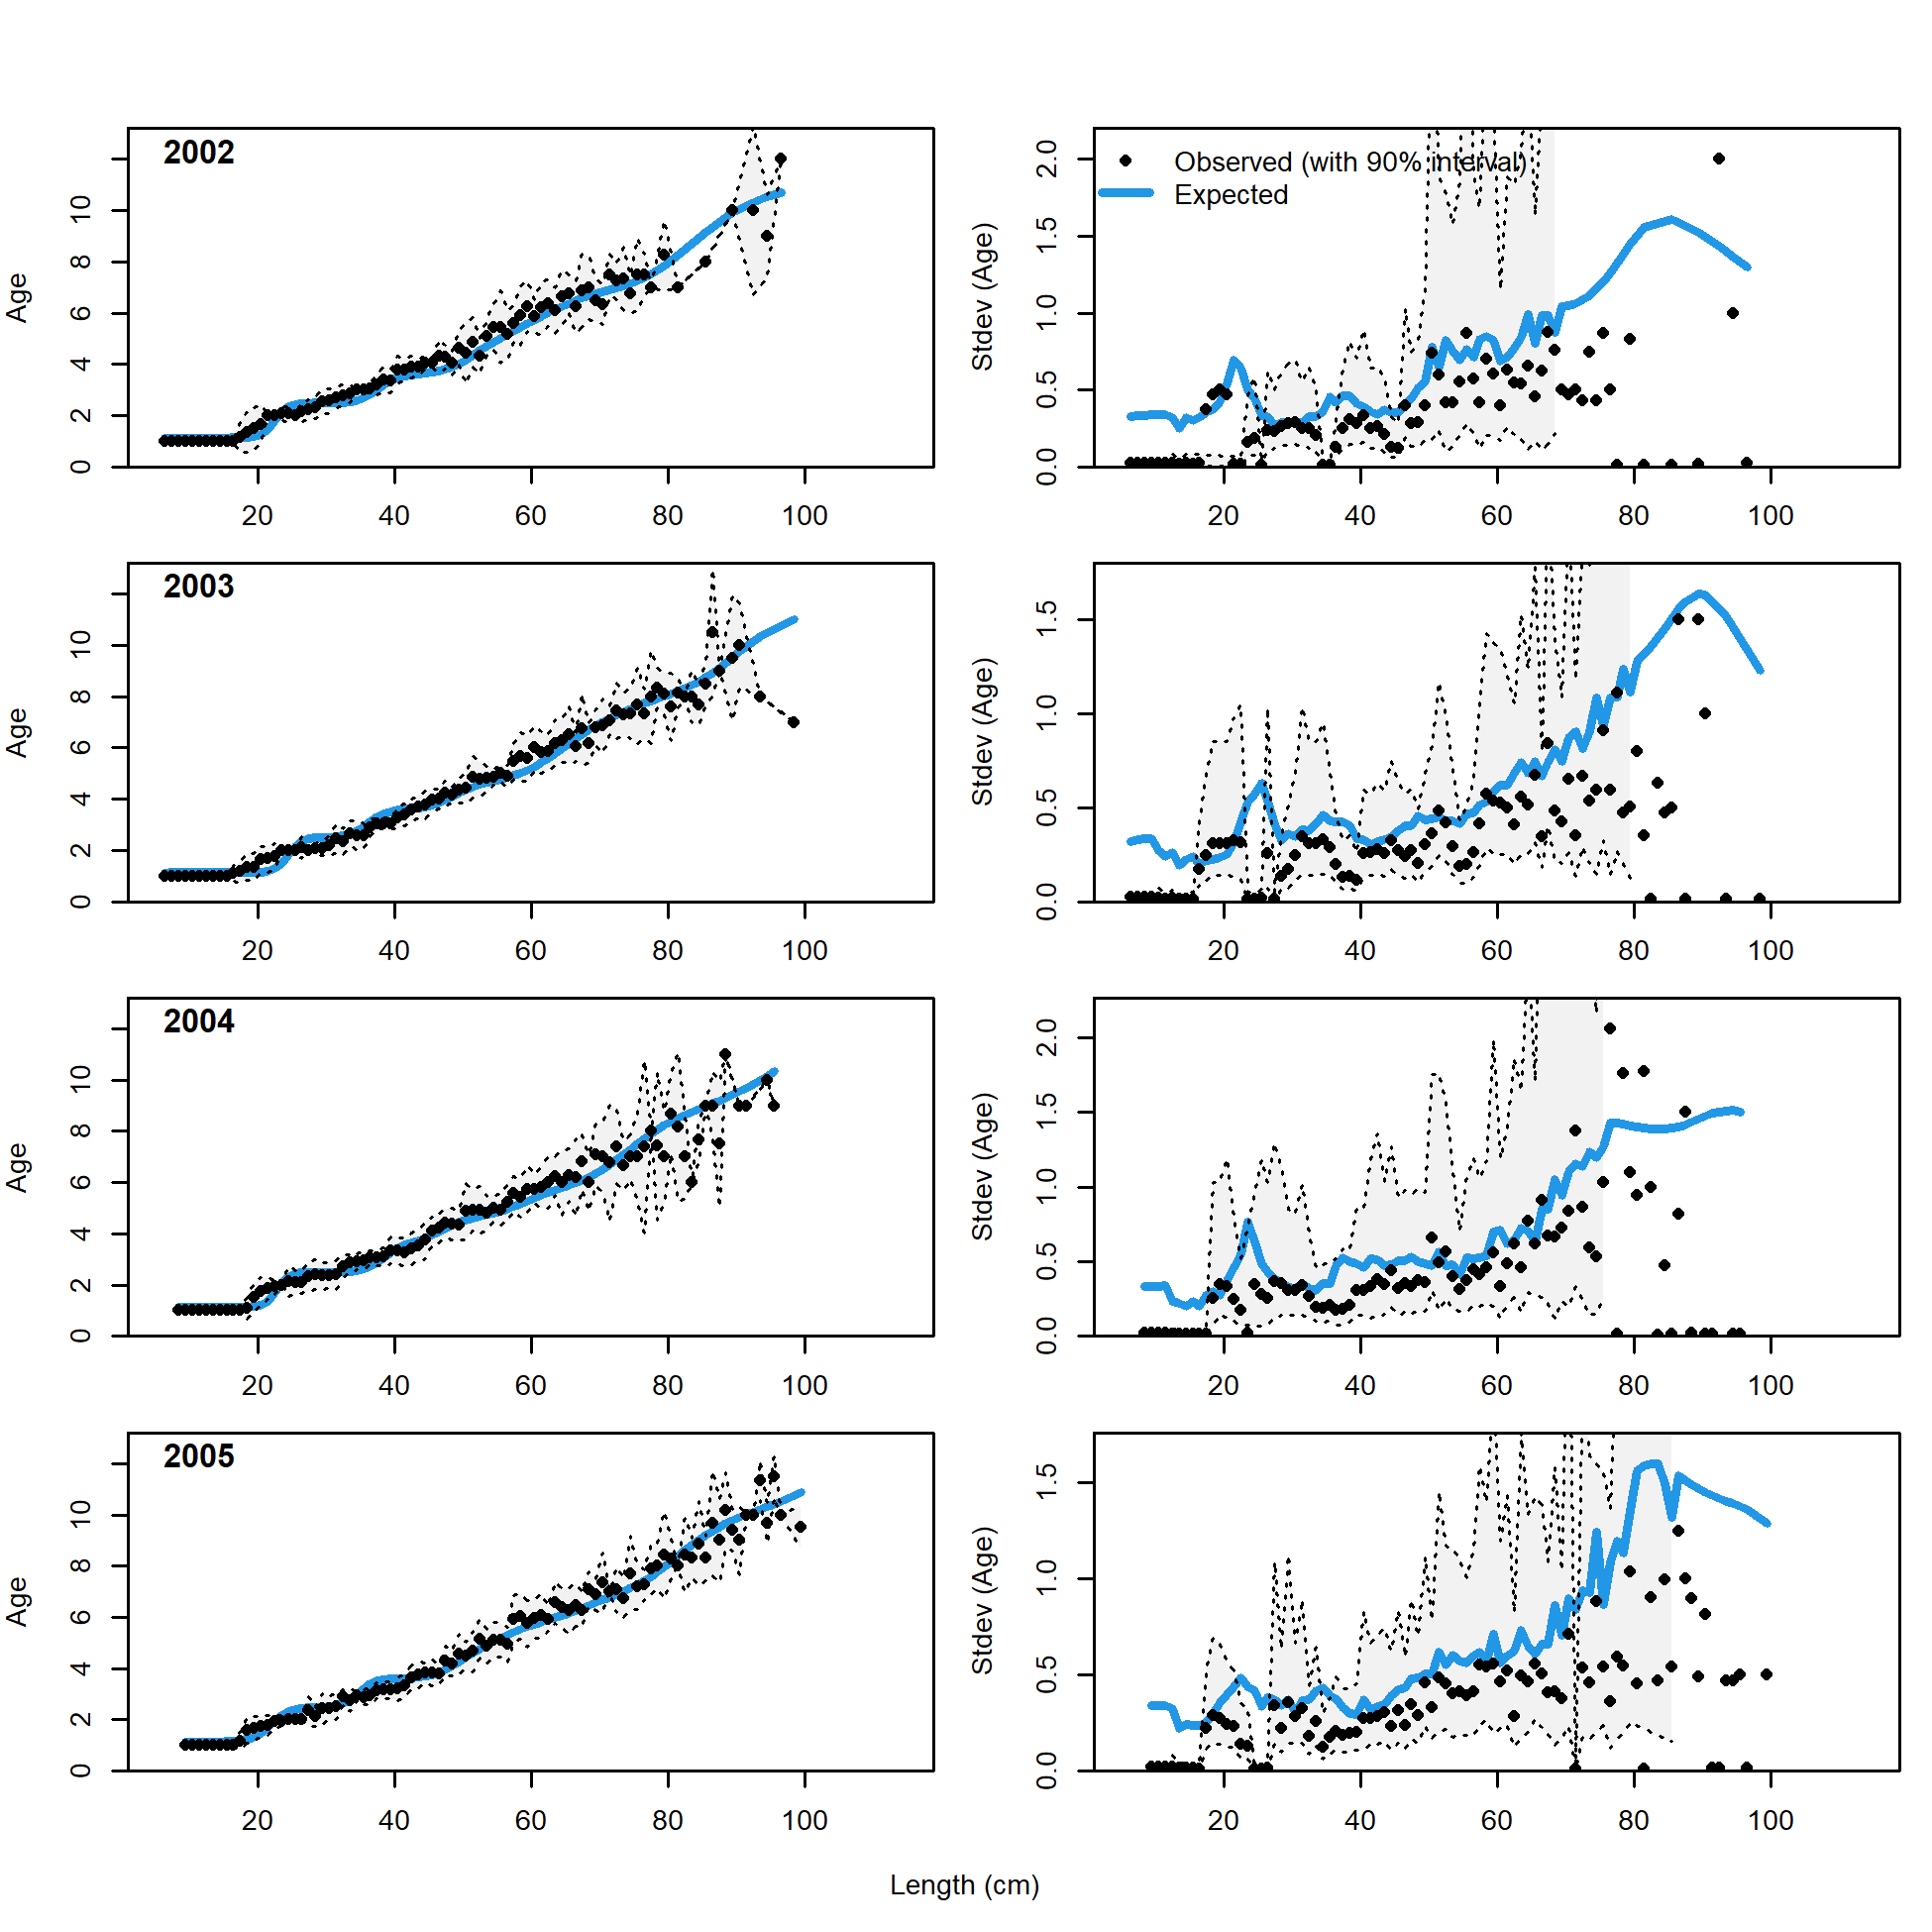 2002
Age
0 2 4 6 8 10
20 40 60 80 100
Observed (with 90% interval)
Expected
Stdev (Age)
0.0 0.5 1.0 1.5 2.0
20 40 60 80 100
2003
Age
0 2 4 6 8 10
20 40 60 80 100
Stdev (Age)
0.0 0.5 1.0 1.5
20 40 60 80 100
2004
Age
0 2 4 6 8 10
20 40 60 80 100
Stdev (Age)
0.0 0.5 1.0 1.5 2.0
20 40 60 80 100
2005
Age
0 2 4 6 8 10
20 40 60 80 100
Stdev (Age)
0.0 0.5 1.0 1.5
20 40 60 80 100
Length (cm)